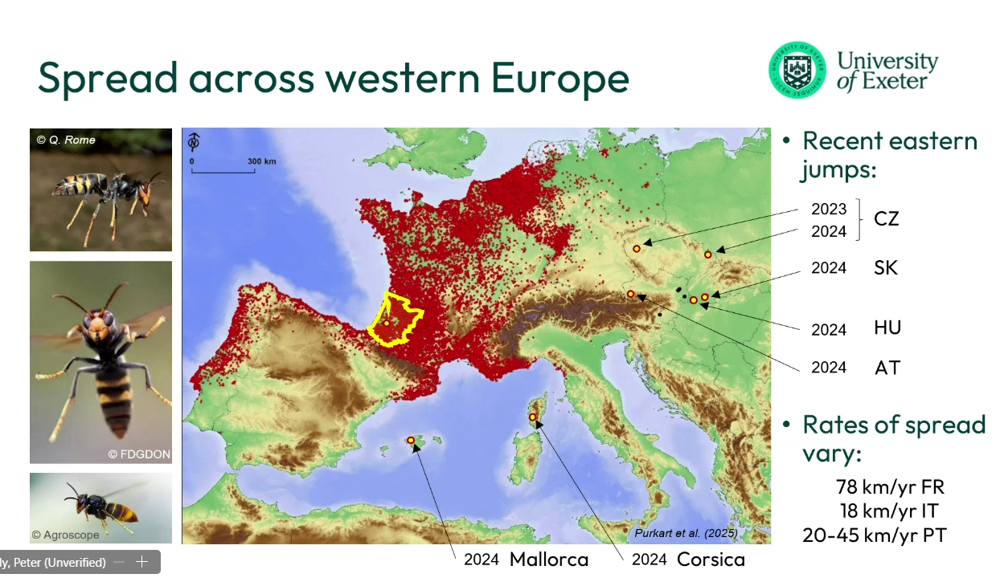 Spread across western Europe
University
of Exeter
© Q. Rome
© FDGDON
© Agroscope
N
0 300 km
Purkart et al. (2025)
2024 Mallorca
2024 Corsica
• Recent eastern
jumps:
2023
2024
CZ
2024 SK
2024 HU
2024 AT
• Rates of spread
vary:
78 km/yr FR
18 km/yr IT
20-45 km/yr PT
ly, Peter (Unverified)